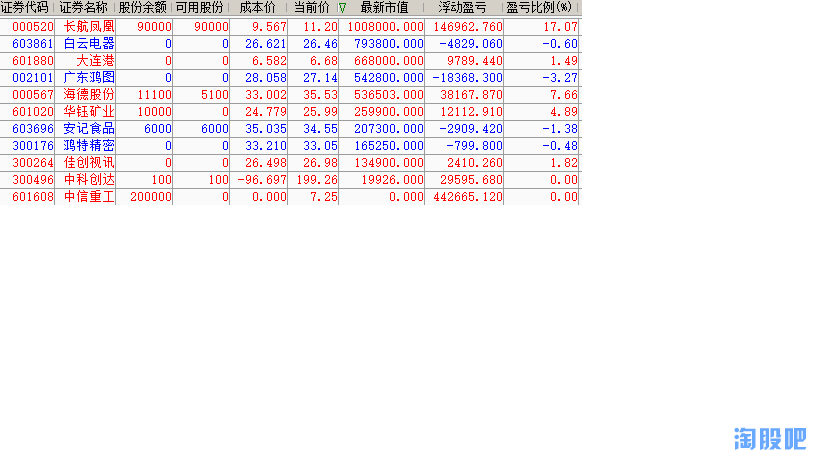 证券代码 证券名称 股份余额 可用股份 成本价 当前价 ▽ 最新市值 浮动盈亏 盈亏比例(%)
000520 长航凤凰 90000 90000 9.567 11.20 1008000.000 146962.760 17.07
603861 白云电器 0 0 26.621 26.46 793800.000 -4829.060 -0.60
601880 大连港 0 0 6.582 6.68 668000.000 9789.440 1.49
002101 广东鸿图 0 0 28.058 27.14 542800.000 -18368.300 -3.27
000567 海德股份 11100 5100 33.002 35.53 536503.000 38167.870 7.66
601020 华钰矿业 10000 0 24.779 25.99 259900.000 12112.910 4.89
603696 安记食品 6000 6000 35.035 34.55 207300.000 -2909.420 -1.38
300176 鸿特精密 0 0 33.210 33.05 165250.000 -799.800 -0.48
300264 佳创视讯 0 0 26.498 26.98 134900.000 2410.260 1.82
300496 中科创达 100 100 -96.697 199.26 19926.000 29595.680 0.00
601608 中信重工 200000 0 0.000 7.25 0.000 442665.120 0.00
淘股吧